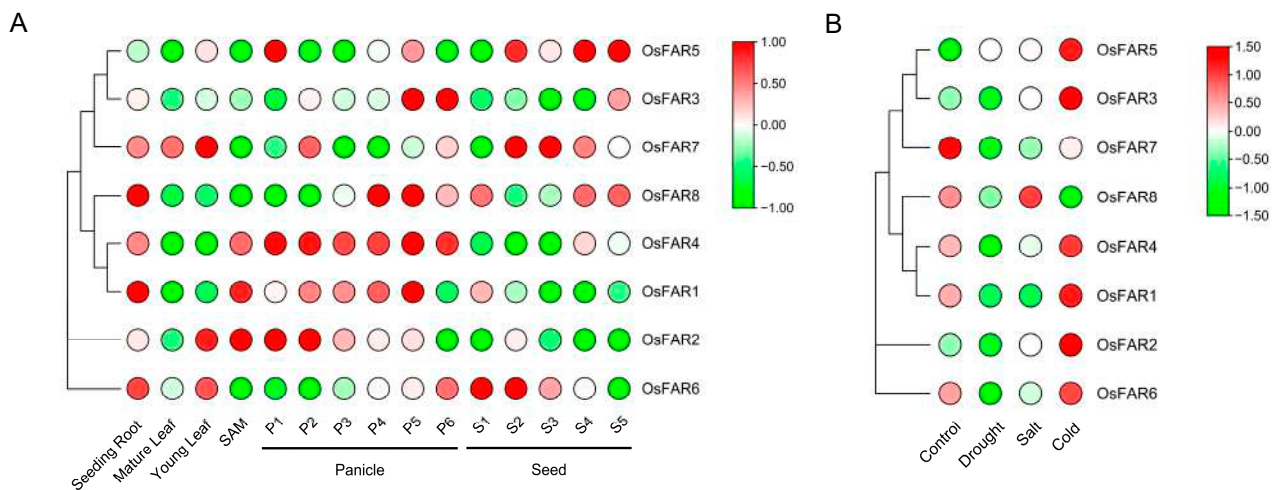 A
B
OsFAR5
OsFAR3
OsFAR7
OsFAR8
OsFAR4
OsFAR1
OsFAR2
OsFAR6
1.00
0.50
0.00
−0.50
−1.00
Seeding Root
Mature Leaf
Young Leaf
SAM
P1
P2
P3
P4
P5
P6
S1
S2
S3
S4
S5
Panicle
Seed
OsFAR5
OsFAR3
OsFAR7
OsFAR8
OsFAR4
OsFAR1
OsFAR2
OsFAR6
1.50
1.00
0.50
0.00
−0.50
−1.00
−1.50
Control
Drought
Salt
Cold